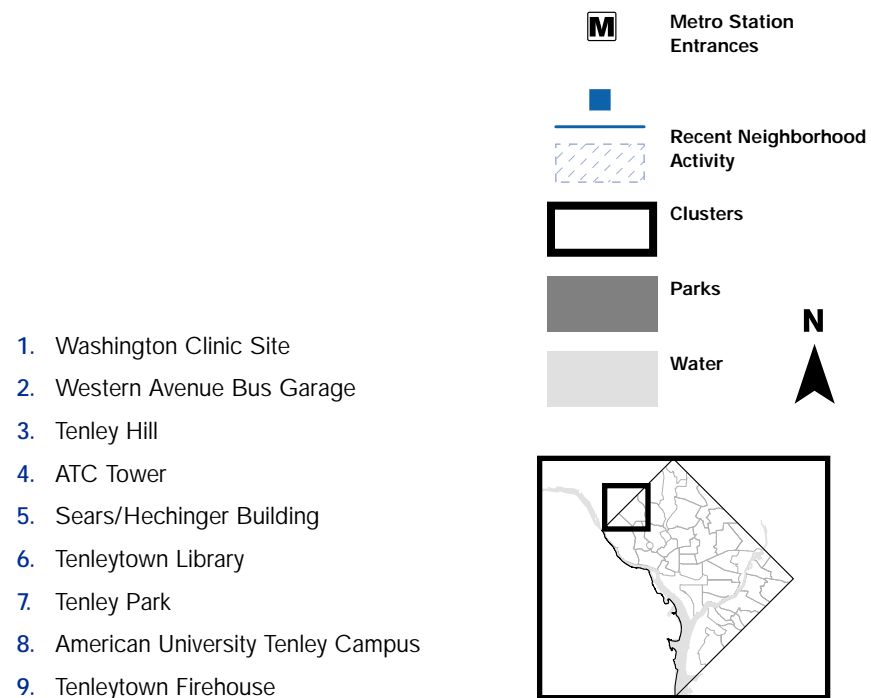 M
Metro Station
Entrances
Recent Neighborhood
Activity
Clusters
Parks
Water
N
1. Washington Clinic Site
2. Western Avenue Bus Garage
3. Tenley Hill
4. ATC Tower
5. Sears/Hechinger Building
6. Tenleytown Library
7. Tenley Park
8. American University Tenley Campus
9. Tenleytown Firehouse